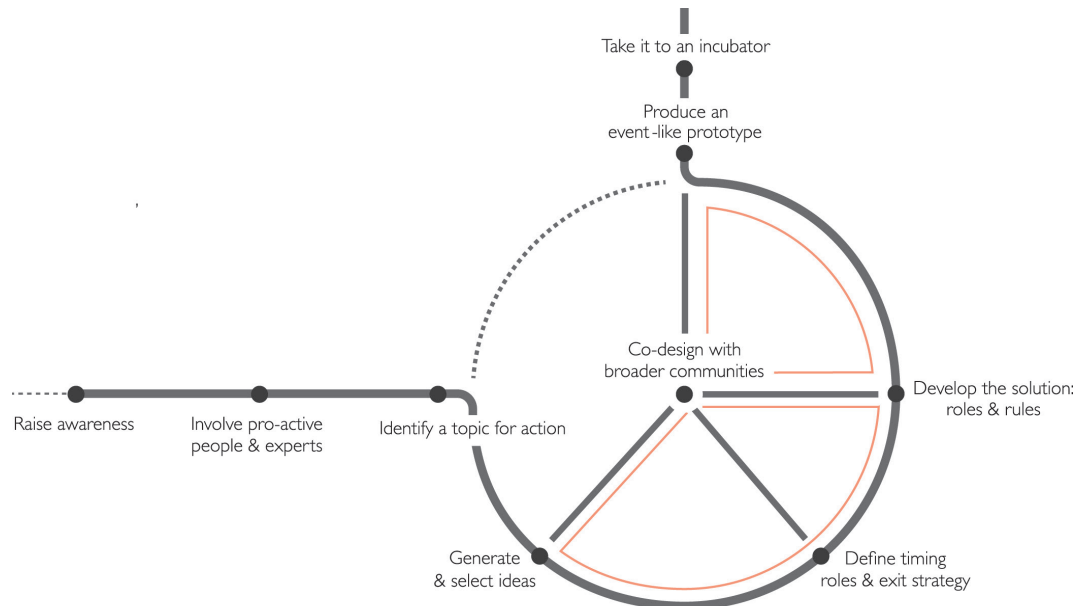 Take it to an incubator
Produce an
event-like prototype
Co-design with
broader communities
Raise awareness
Involve pro-active
people & experts
Identify a topic for action
Develop the solution:
roles & rules
Generate
& select ideas
Define timing
roles & exit strategy